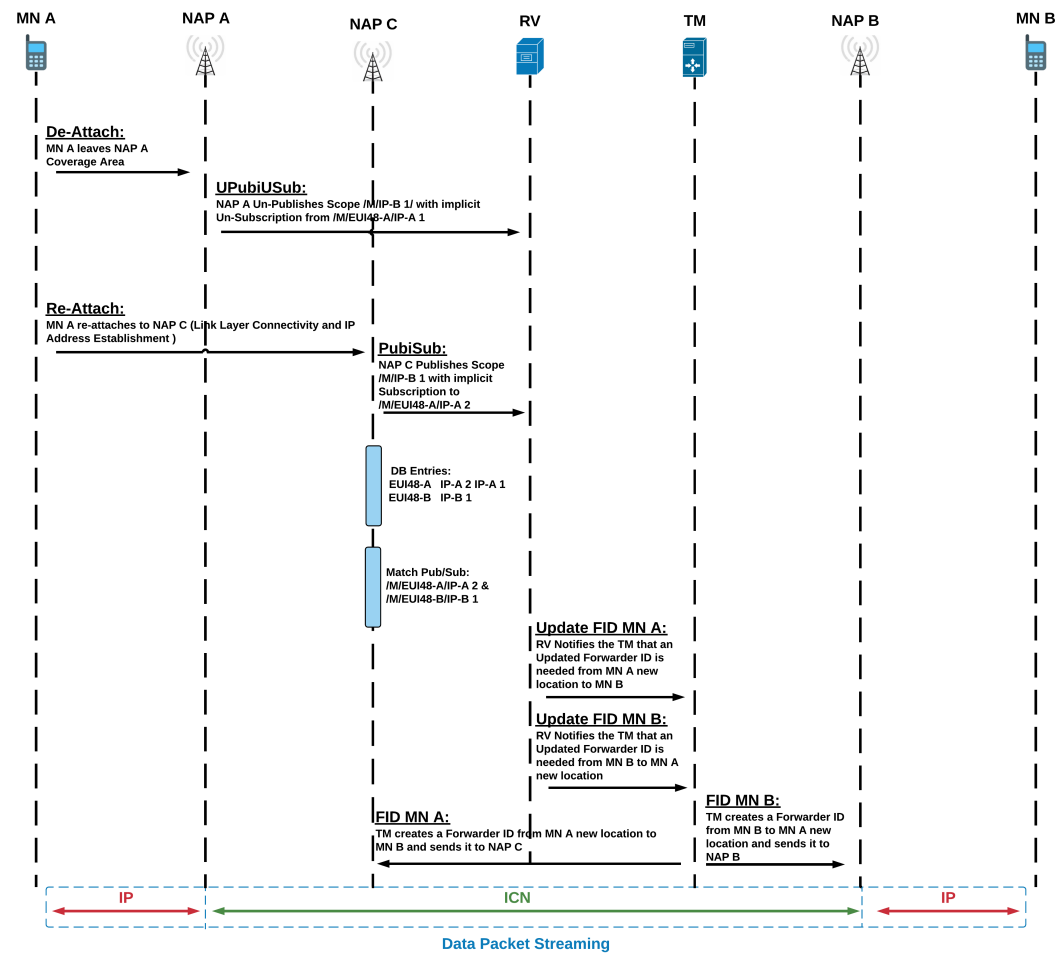 MN A
NAP A
NAP C
RV
TM
NAP B
MN B
De-Attach:
MN A leaves NAP A
Coverage Area
UPubiUSub:
NAP A Un-Publishes Scope /M/IP-B 1/ with implicit
Un-Subscription from /M/EUI48-A/IP-A 1
Re-Attach:
MN A re-attaches to NAP C (Link Layer Connectivity and IP
Address Establishment )
PubiSub:
NAP C Publishes Scope
/M/IP-B 1 with implicit
Subscription to
/M/EUI48-A/IP-A 2
DB Entries:
EUI48-A IP-A 2 IP-A 1
EUI48-B IP-B 1
Match Pub/Sub:
/M/EUI48-A/IP-A 2 &
/M/EUI48-B/IP-B 1
Update FID MN A:
RV Notifies the TM that an
Updated Forwarder ID is
needed from MN A new
location to MN B
Update FID MN B:
RV Notifies the TM that an
Updated Forwarder ID is
needed from MN B to MN A
new location
FID MN B:
TM creates a Forwarder ID
from MN B to MN A new
location and sends it to
NAP B
FID MN A:
TM creates a Forwarder ID from MN A new location to
MN B and sends it to NAP C
IP
ICN
IP
Data Packet Streaming